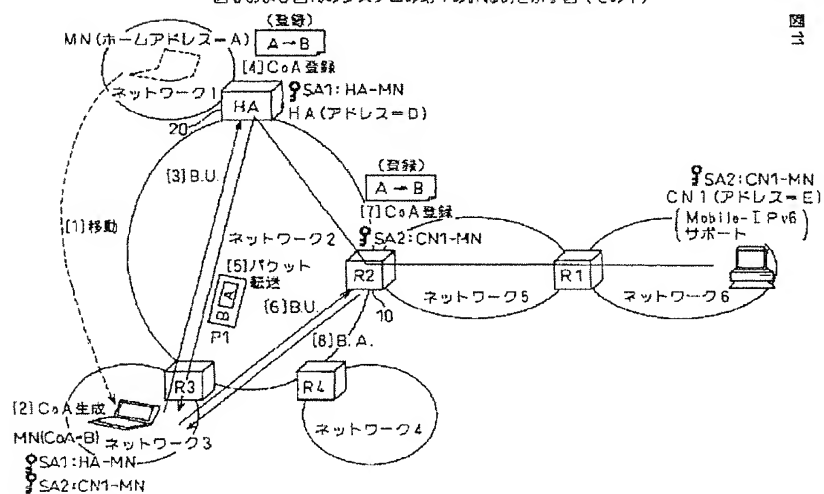 図11
(登録)
MN(ホームアドレス=A)
A→B
[4]CoA登録
ネットワーク1
SA1:HA-MN
HA
HA(アドレス=D)
20
[3]B.U.
(登録)
A→B
[7]CoA登録
SA2:CN1-MN
SA2:CN1-MN
CN1(アドレス=E)
(Mobile-IPv6
サポート)
[1]移動
ネットワーク2
[5]パケット
転送
B A
P1
R2
10
R1
ネットワーク5
ネットワーク6
[6]B.U.
[8]B.A.
R3
R4
[2]CoA生成
MN(CoA-B)
ネットワーク3
ネットワーク4
SA1:HA-MN
SA2:CN1-MN